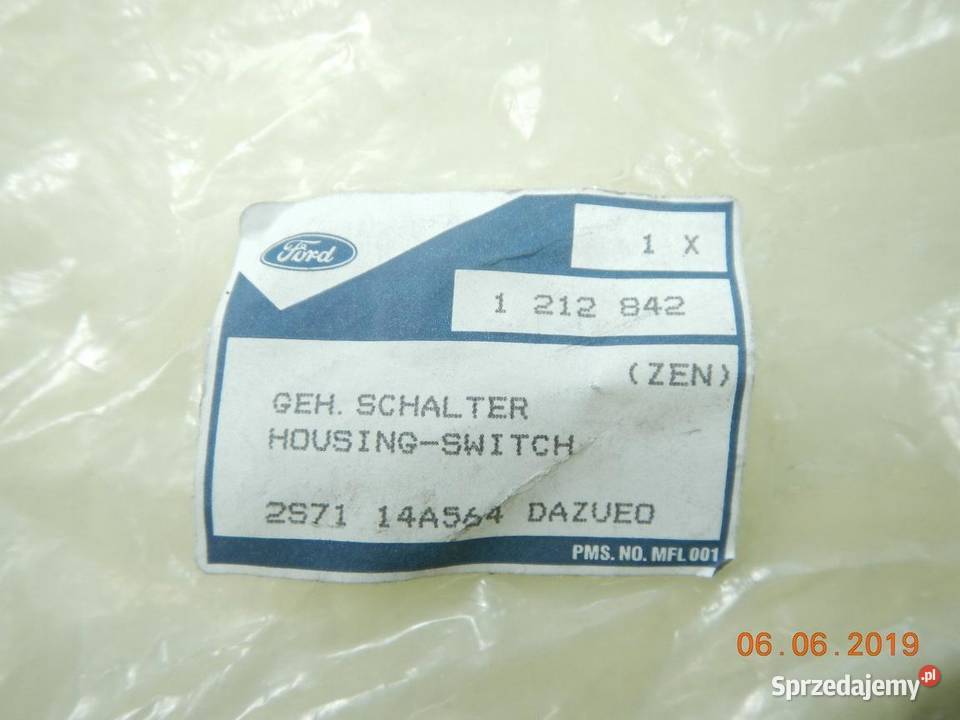 Ford
1 X
1 212 842
(ZEN)
GEH. SCHALTER
HOUSING-SWITCH
2S71 14A564 DAZUEO
PMS. NO. MFL 001
06.06.2019
Sprzedajemy.pl